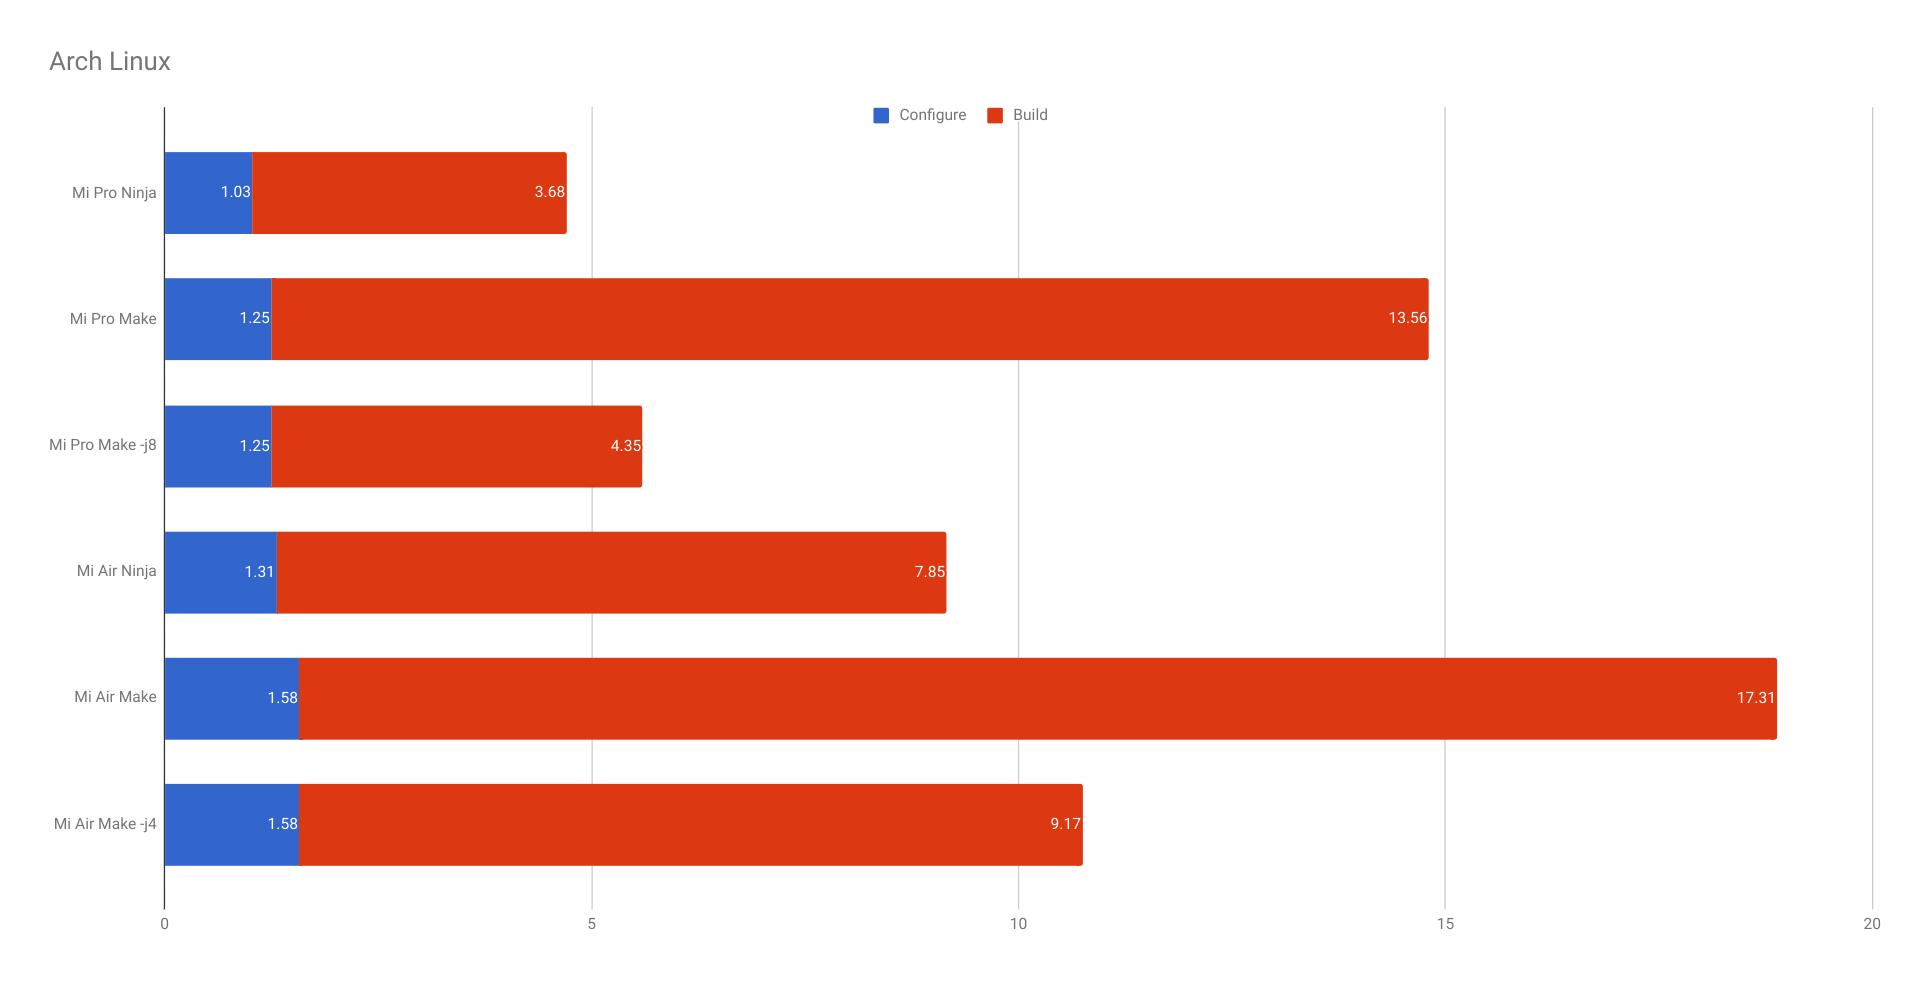 Arch Linux
Configure Build
Mi Pro Ninja 1.03 3.68
Mi Pro Make 1.25 13.56
Mi Pro Make -j8 1.25 4.35
Mi Air Ninja 1.31 7.85
Mi Air Make 1.58 17.31
Mi Air Make -j4 1.58 9.17
0 5 10 15 20